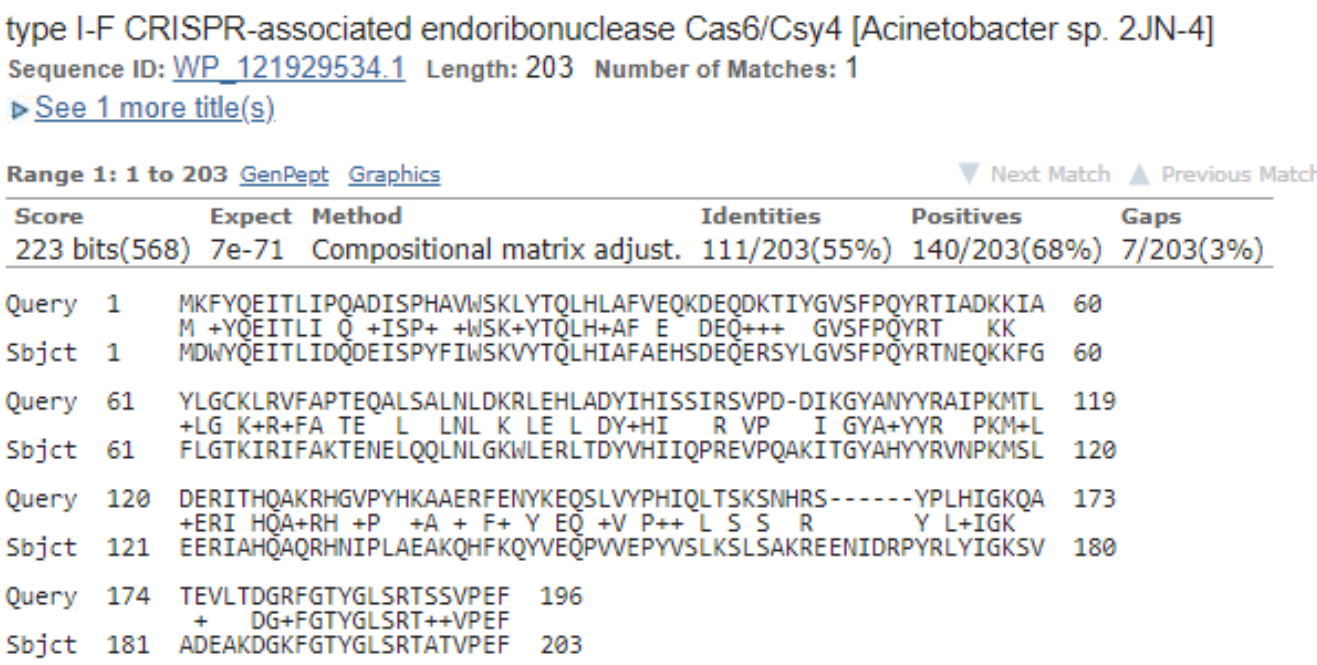 type I-F CRISPR-associated endoribonuclease Cas6/Csy4 [Acinetobacter sp. 2JN-4]
Sequence ID: WP_121929534.1 Length: 203 Number of Matches: 1
See 1 more title(s)
Range 1: 1 to 203 GenPept Graphics Next Match Previous Match
Score Expect Method Identities Positives Gaps
223 bits(568) 7e-71 Compositional matrix adjust. 111/203(55%) 140/203(68%) 7/203(3%)
Query 1 MKFYQEITLIPQADISPHAVWSKLYTQLHLAFVEQKDEQDKTIYGVSFPQYRTIADKKIA 60
M +YQEITLI Q +ISP+ +WSK+YTQLH+AF E  DEQ+++  GVSFPQYRT   KK
Sbjct 1 MDWYQEITLIDQDEISPYFIWSKVYTQLHIAFAEHSDEQERSYLGVSFPQYRTNEQKKFG 60
Query 61 YLGCKLRVFAPTEQALSALNLDKRLEHLADYIHISSIRSVPD-DIKGYANYYRAIPKMTL 119
+LG K+R+FA TE  L  LNL K LE L DY+HI   R VP   I GYA+YYR  PKM+L
Sbjct 61 FLGTKIRIFAKTENELQQLNLGKWLERLTDYVHIIQPREVPQAKITGYAHYYRVNPKMSL 120
Query 120 DERITHQAKRHGVPYHKAAERFENYKEQSLVYPHIQLTSKSNHRS------YPLHIGKQA 173
+ERI HQA+RH +P  +A + F+ Y EQ +V P++ L S S  R       Y L+IGK
Sbjct 121 EERIAHQAQRHNIPLAEAKQHFKQYVEQPVVEPYVSLKSLSAKREENIDRPYRLYIGKSV 180
Query 174 TEVLTDGRFGTYGLSRTSSVPEF 196
+   DG+FGTYGLSRT++VPEF
Sbjct 181 ADEAKDGKFGTYGLSRTATVPEF 203